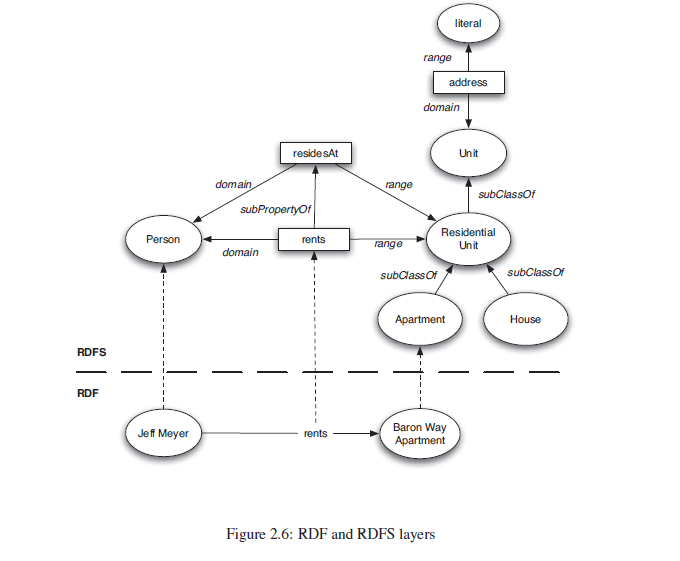 literal
range
address
domain
Unit
residesAt
domain
range
subClassOf
subPropertyOf
Person
rents
Residential
Unit
domain
range
subClassOf
subClassOf
Apartment
House
RDFS
RDF
Jeff Meyer
rents
Baron Way
Apartment
Figure 2.6: RDF and RDFS layers